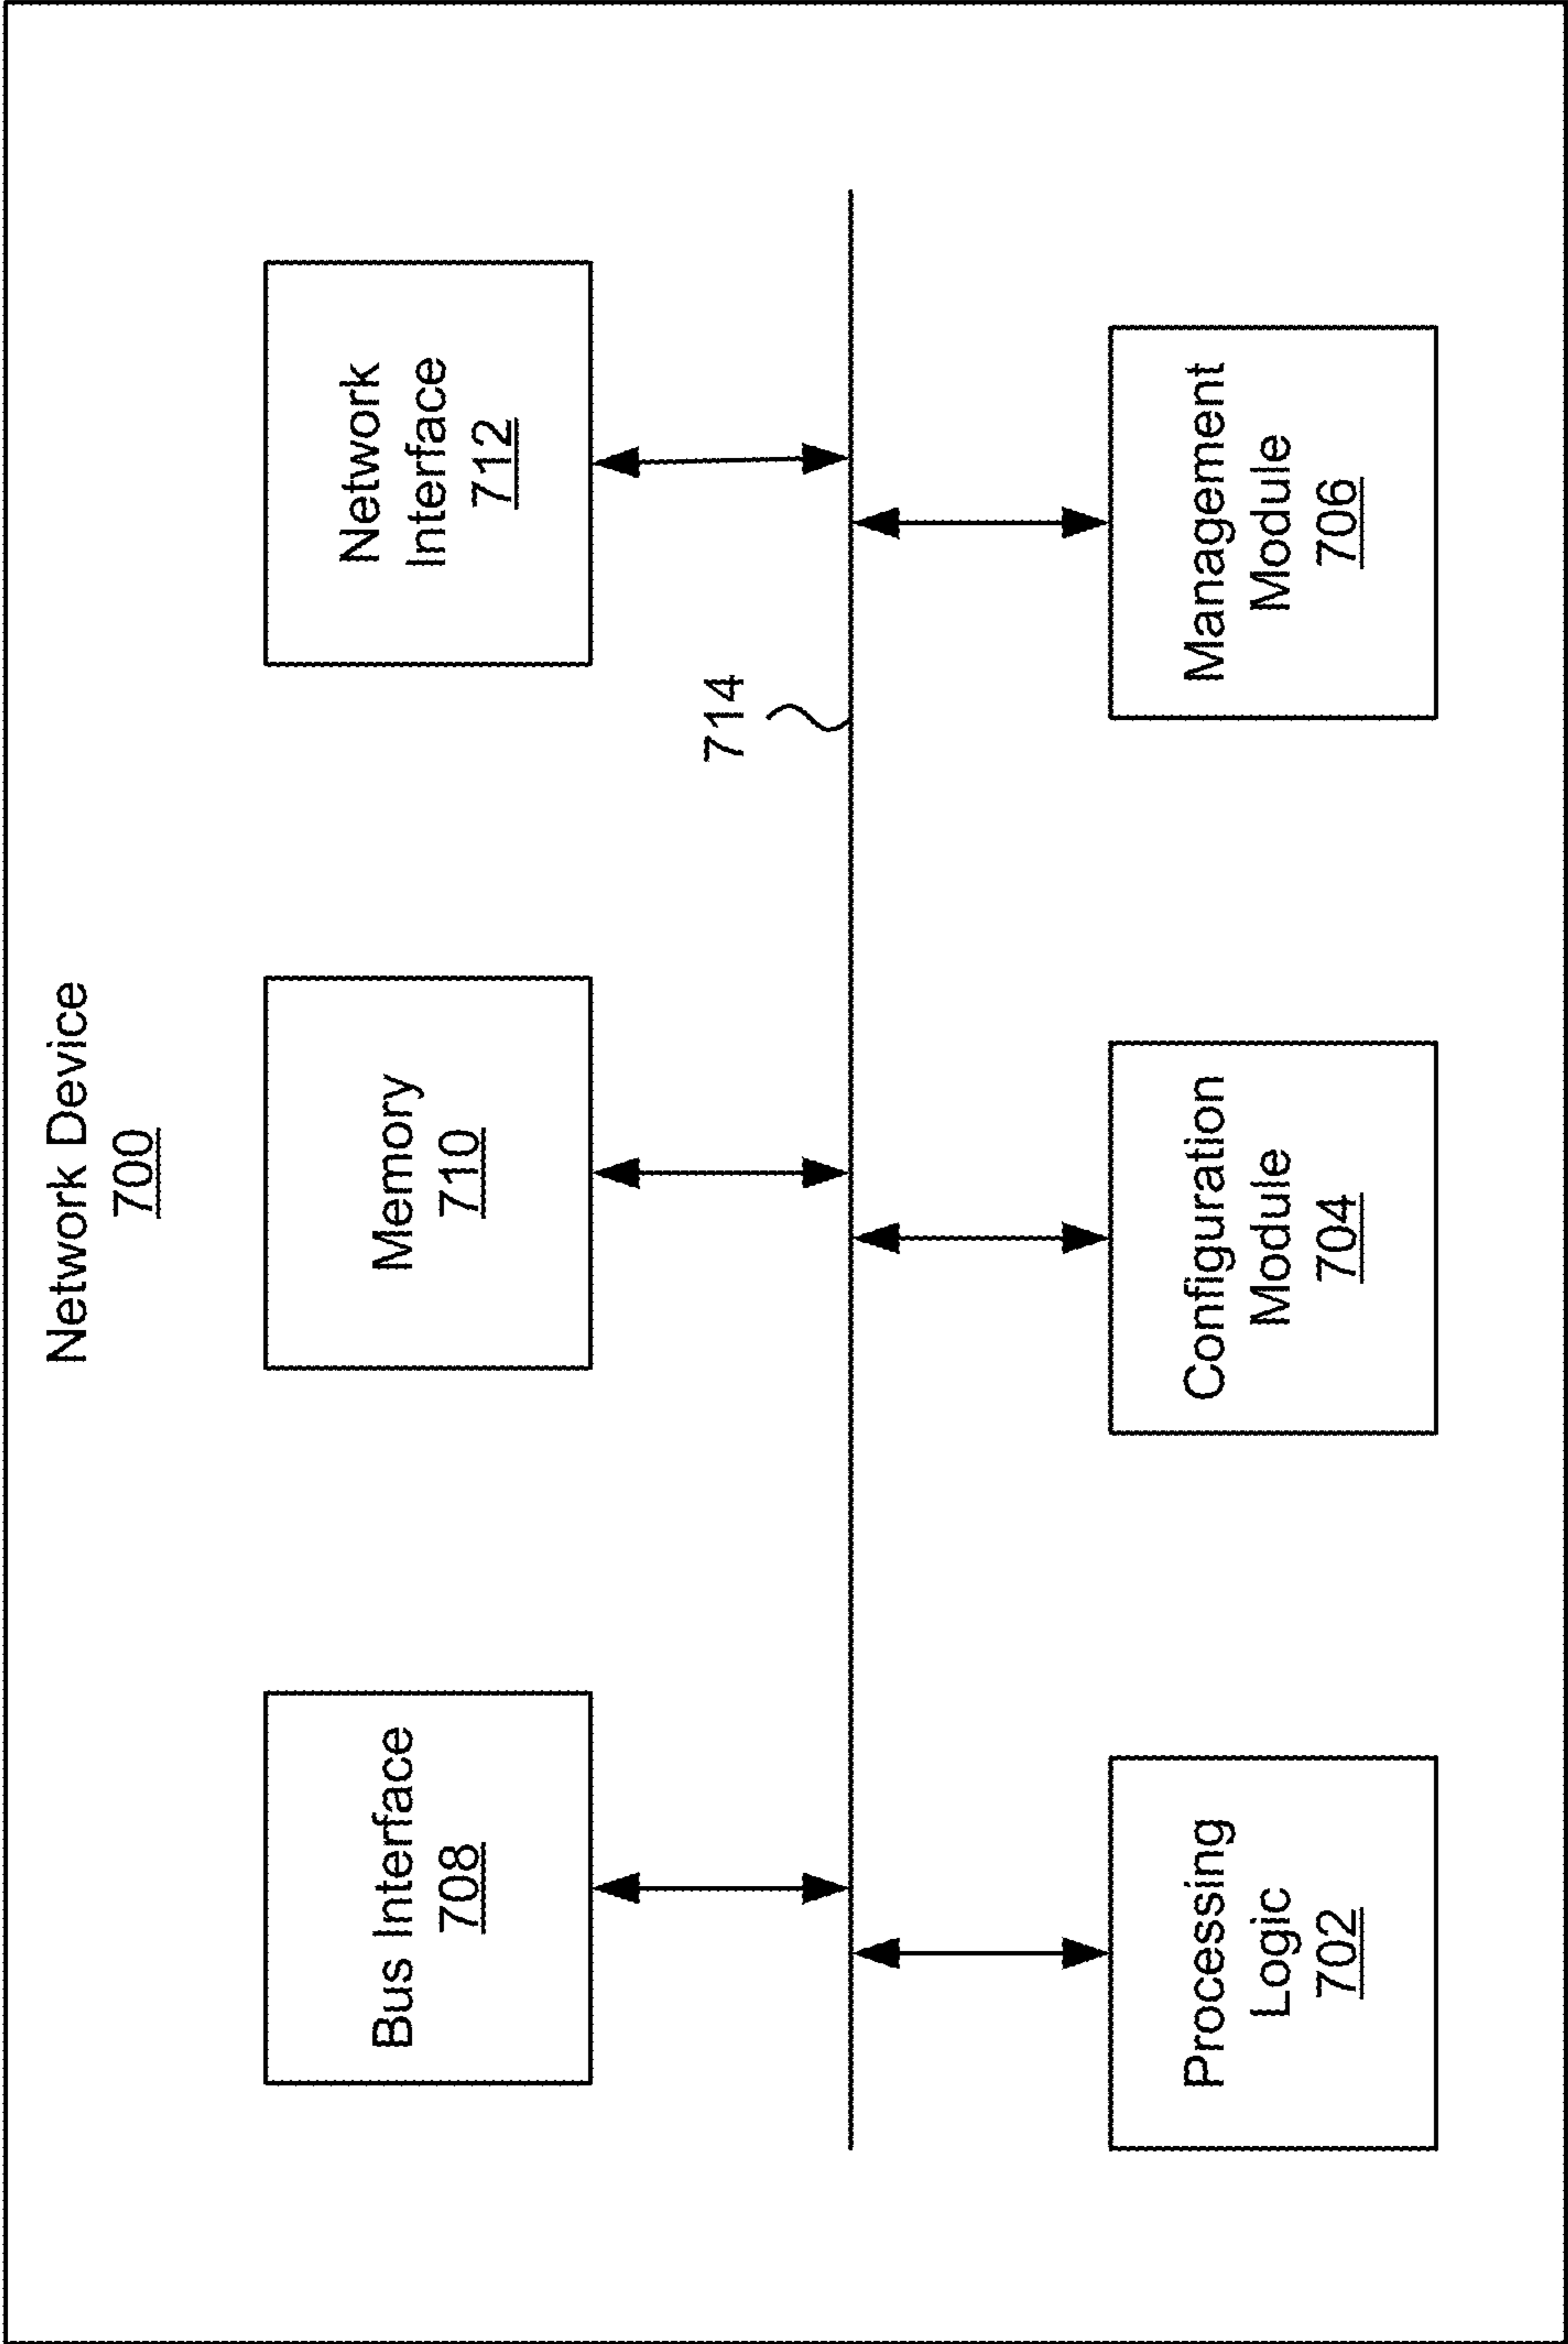 Network Device
700
Bus Interface
708
Memory
710
Network
Interface
712
714
Processing
Logic
702
Configuration
Module
704
Management
Module
706